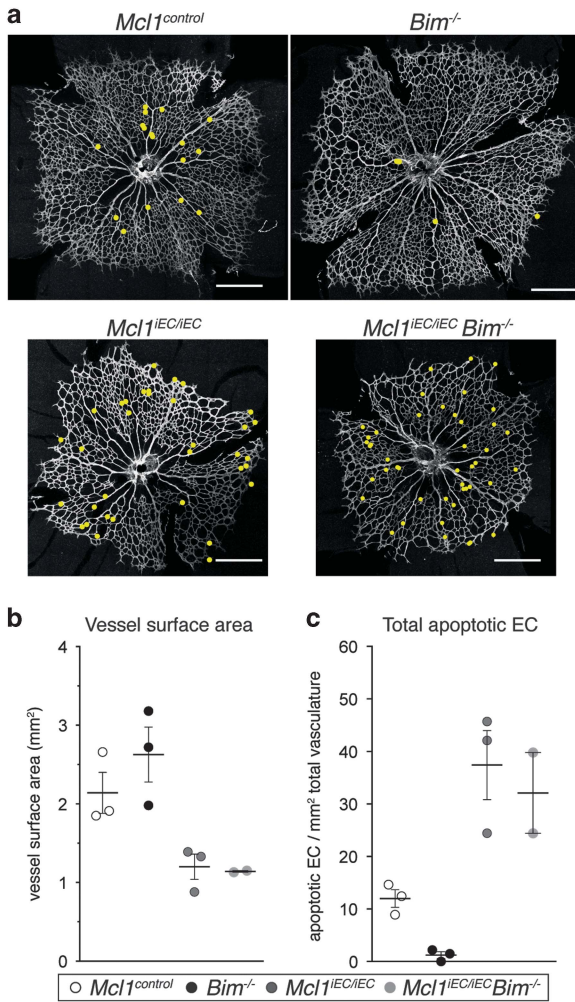 a
Mcl1control Bim-/-
Mcl1iEC/iEC Mcl1iEC/iEC Bim-/-
b Vessel surface area
vessel surface area (mm2)
4
3
2
1
0
c Total apoptotic EC
apoptotic EC / mm2 total vasculature
60
50
40
30
20
10
0
Mcl1control Bim-/- Mcl1iEC/iEC Mcl1iEC/iECBim-/-